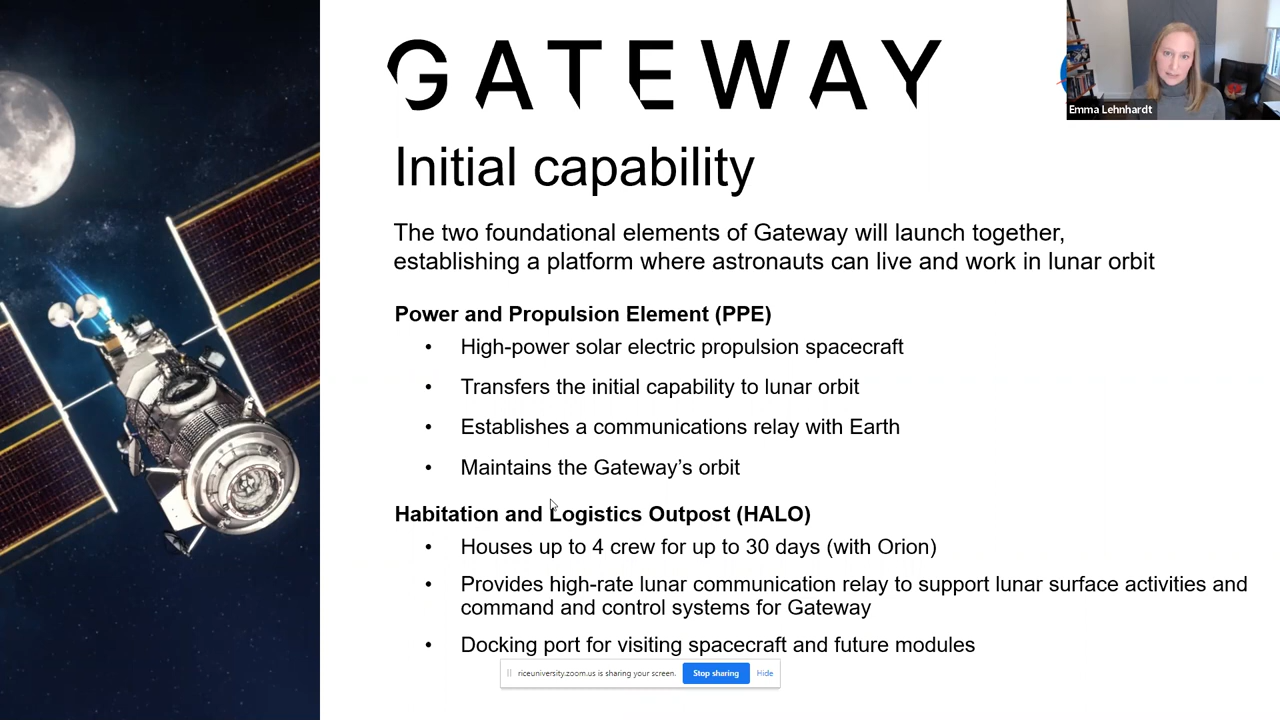 GATEWAY
Emma Lehnhardt
Initial capability
The two foundational elements of Gateway will launch together,
establishing a platform where astronauts can live and work in lunar orbit
Power and Propulsion Element (PPE)
• High-power solar electric propulsion spacecraft
• Transfers the initial capability to lunar orbit
• Establishes a communications relay with Earth
• Maintains the Gateway’s orbit
Habitation and Logistics Outpost (HALO)
• Houses up to 4 crew for up to 30 days (with Orion)
• Provides high-rate lunar communication relay to support lunar surface activities and
command and control systems for Gateway
• Docking port for visiting spacecraft and future modules
riceuniversity.zoom.us is sharing your screen. Stop sharing Hide